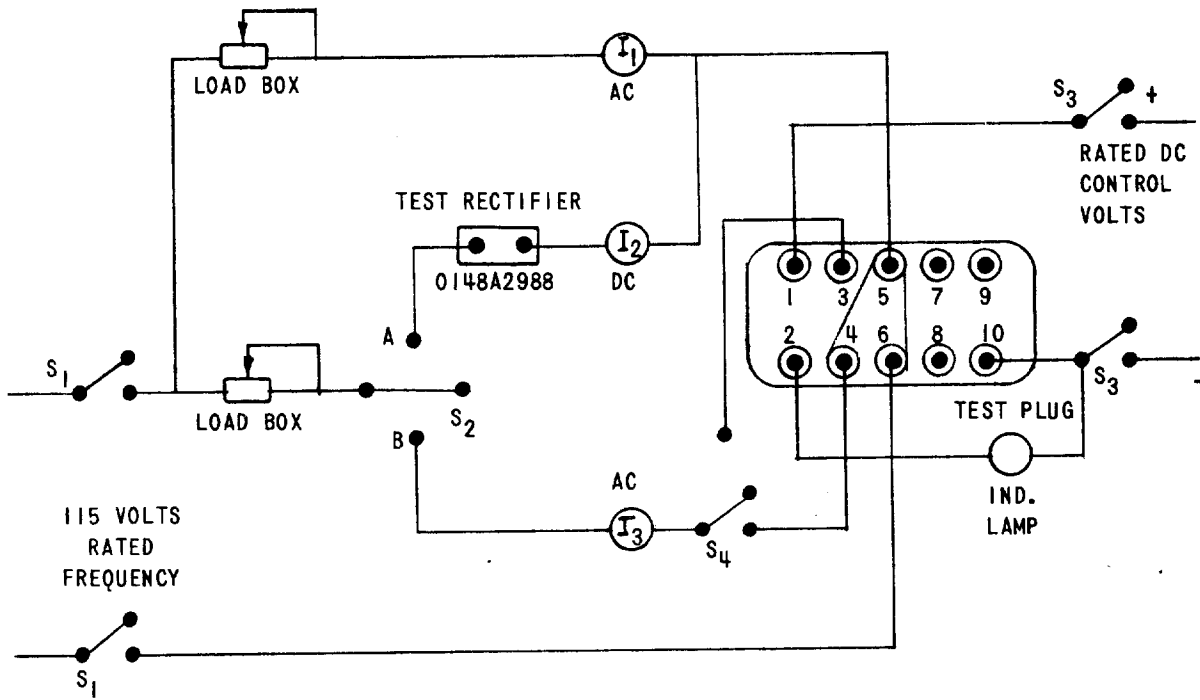 LOAD BOX
I1
AC
S3
+
RATED DC
CONTROL
VOLTS
TEST RECTIFIER
0148A2988
I2
DC
1 3 5 7 9
2 4 6 8 10
TEST PLUG
S3
-
A
S1
LOAD BOX
S2
B
IND.
LAMP
AC
I3
S4
115 VOLTS
RATED
FREQUENCY
S1